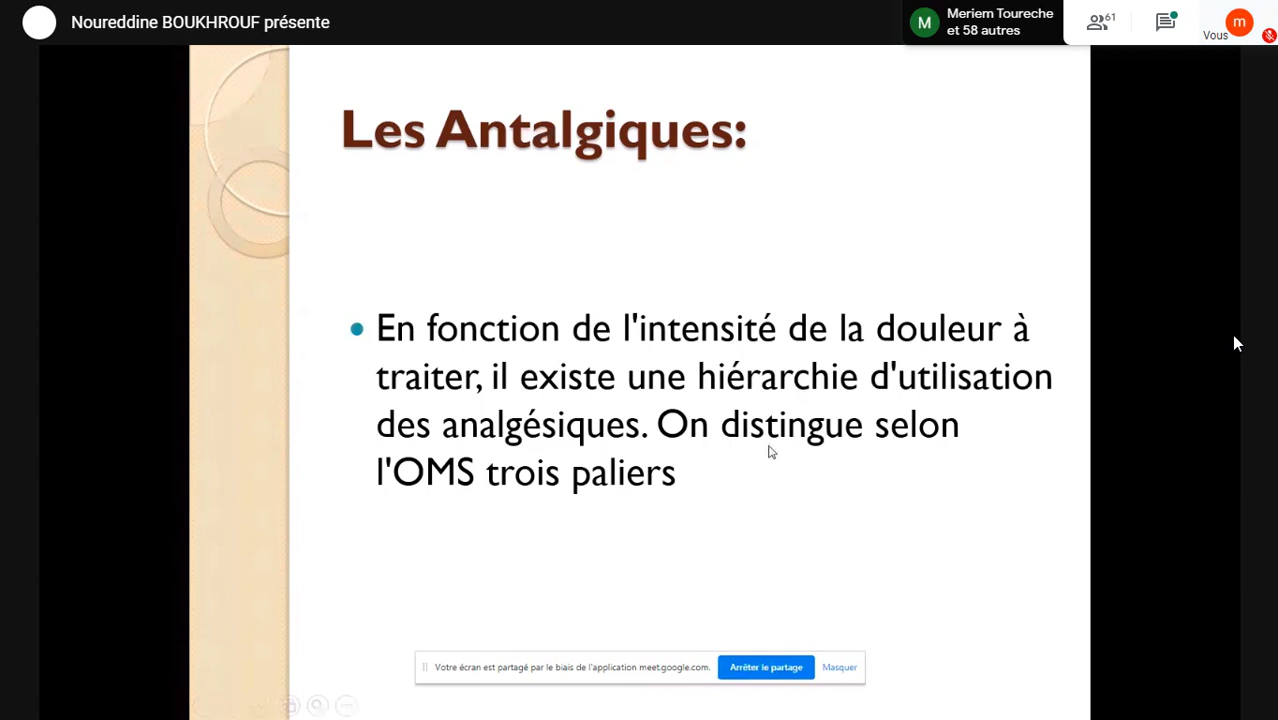 Noureddine BOUKHROUF présente
M
Meriem Toureche
et 58 autres
61
m
Vous
Les Antalgiques:
En fonction de l'intensité de la douleur à
traiter, il existe une hiérarchie d'utilisation
des analgésiques. On distingue selon
l'OMS trois paliers
Votre écran est partagé par le biais de l'application meet.google.com.
Arrêter le partage
Masquer